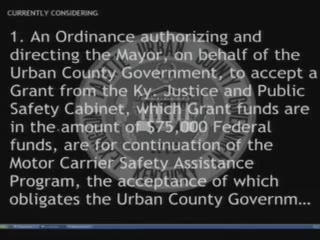 CURRENTLY CONSIDERING
1. An Ordinance authorizing and
directing the Mayor, on behalf of the
Urban County Government, to accept a
Grant from the Ky. Justice and Public
Safety Cabinet, which Grant funds are
in the amount of $75,000 Federal
funds, are for continuation of the
Motor Carrier Safety Assistance
Program, the acceptance of which
obligates the Urban County Governm...
URBAN